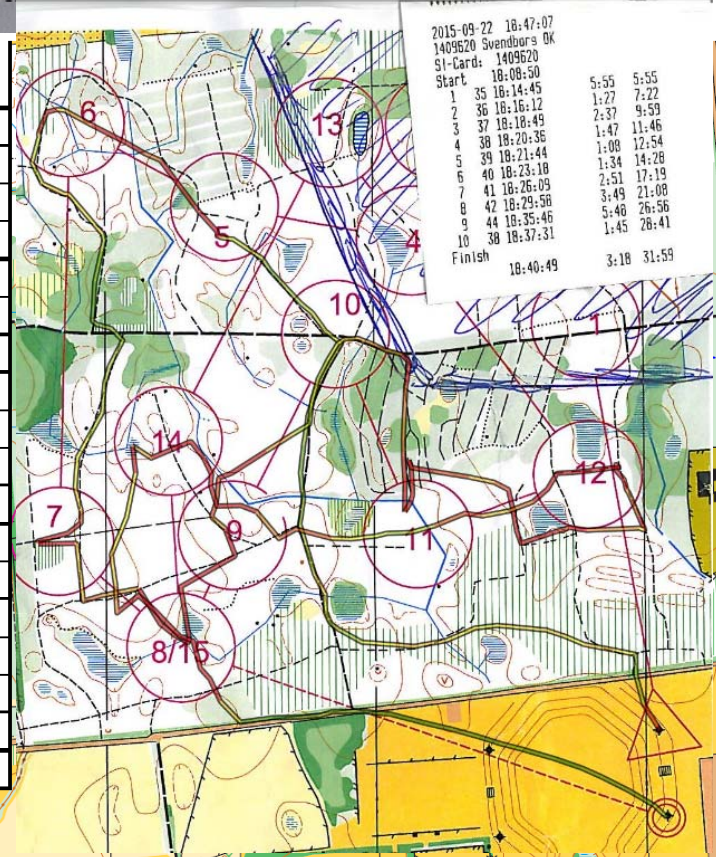 2015-09-22 18:47:07
1409620 Svendborg OK
SI-Card: 1409620
Start 18:08:50
1 35 18:14:45 5:55 5:55
2 36 18:16:12 1:27 7:22
3 37 18:18:49 2:37 9:59
4 38 18:20:36 1:47 11:46
5 39 18:21:44 1:08 12:54
6 40 18:23:18 1:34 14:28
7 41 18:26:09 2:51 17:19
8 42 18:29:58 3:49 21:08
9 44 18:35:46 5:48 26:56
10 38 18:37:31 1:45 28:41
Finish 18:40:49 3:18 31:59
6
13
5
4
10
1
14
12
7
9
11
8/15